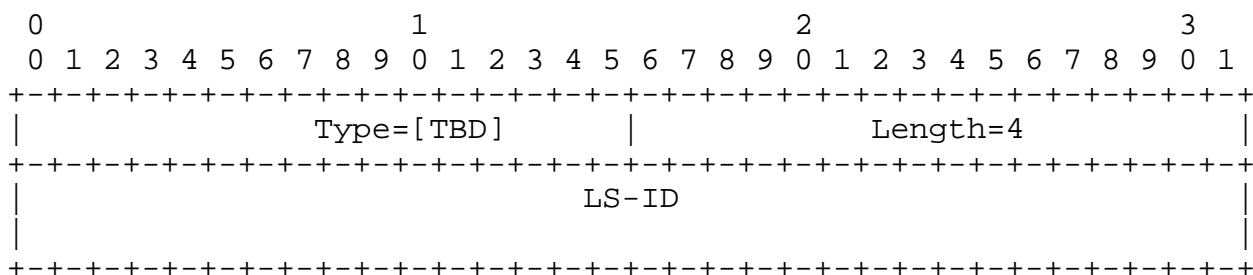 0                   1                   2                   3
 0 1 2 3 4 5 6 7 8 9 0 1 2 3 4 5 6 7 8 9 0 1 2 3 4 5 6 7 8 9 0 1
+-+-+-+-+-+-+-+-+-+-+-+-+-+-+-+-+-+-+-+-+-+-+-+-+-+-+-+-+-+-+-+-+
|               Type=[TBD]      |            Length=4           |
+-+-+-+-+-+-+-+-+-+-+-+-+-+-+-+-+-+-+-+-+-+-+-+-+-+-+-+-+-+-+-+-+
|                             LS-ID                             |
|                                                               |
+-+-+-+-+-+-+-+-+-+-+-+-+-+-+-+-+-+-+-+-+-+-+-+-+-+-+-+-+-+-+-+-+